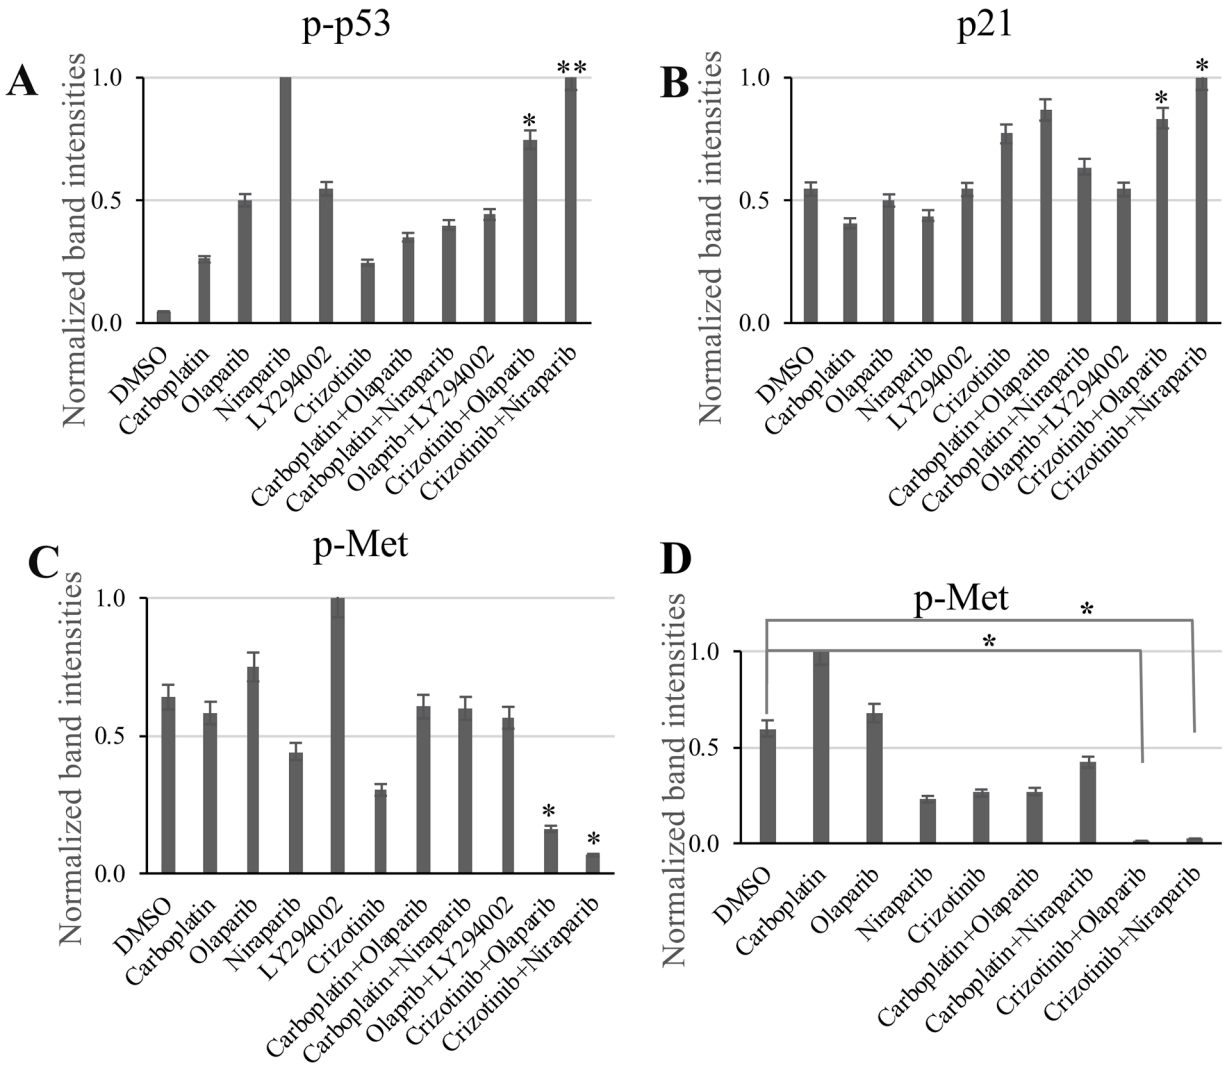 p-p53
A
Normalized band intensities
1.0
0.5
0.0
**
*
DMSO
Carboplatin
Olaparib
Niraparib
LY294002
Crizotinib
Carboplatin+Olaparib
Carboplatin+Niraparib
Olaprib+LY294002
Crizotinib+Olaparib
Crizotinib+Niraparib
p21
B
Normalized band intensities
1.0
0.5
0.0
*
*
DMSO
Carboplatin
Olaparib
Niraparib
LY294002
Crizotinib
Carboplatin+Olaparib
Carboplatin+Niraparib
Olaprib+LY294002
Crizotinib+Olaparib
Crizotinib+Niraparib
p-Met
C
Normalized band intensities
1.0
0.5
0.0
*
*
DMSO
Carboplatin
Olaparib
Niraparib
LY294002
Crizotinib
Carboplatin+Olaparib
Carboplatin+Niraparib
Olaprib+LY294002
Crizotinib+Olaparib
Crizotinib+Niraparib
D
p-Met
Normalized band intensities
*
*
1.0
0.5
0.0
DMSO
Carboplatin
Olaparib
Niraparib
Crizotinib
Carboplatin+Olaparib
Carboplatin+Niraparib
Crizotinib+Olaparib
Crizotinib+Niraparib